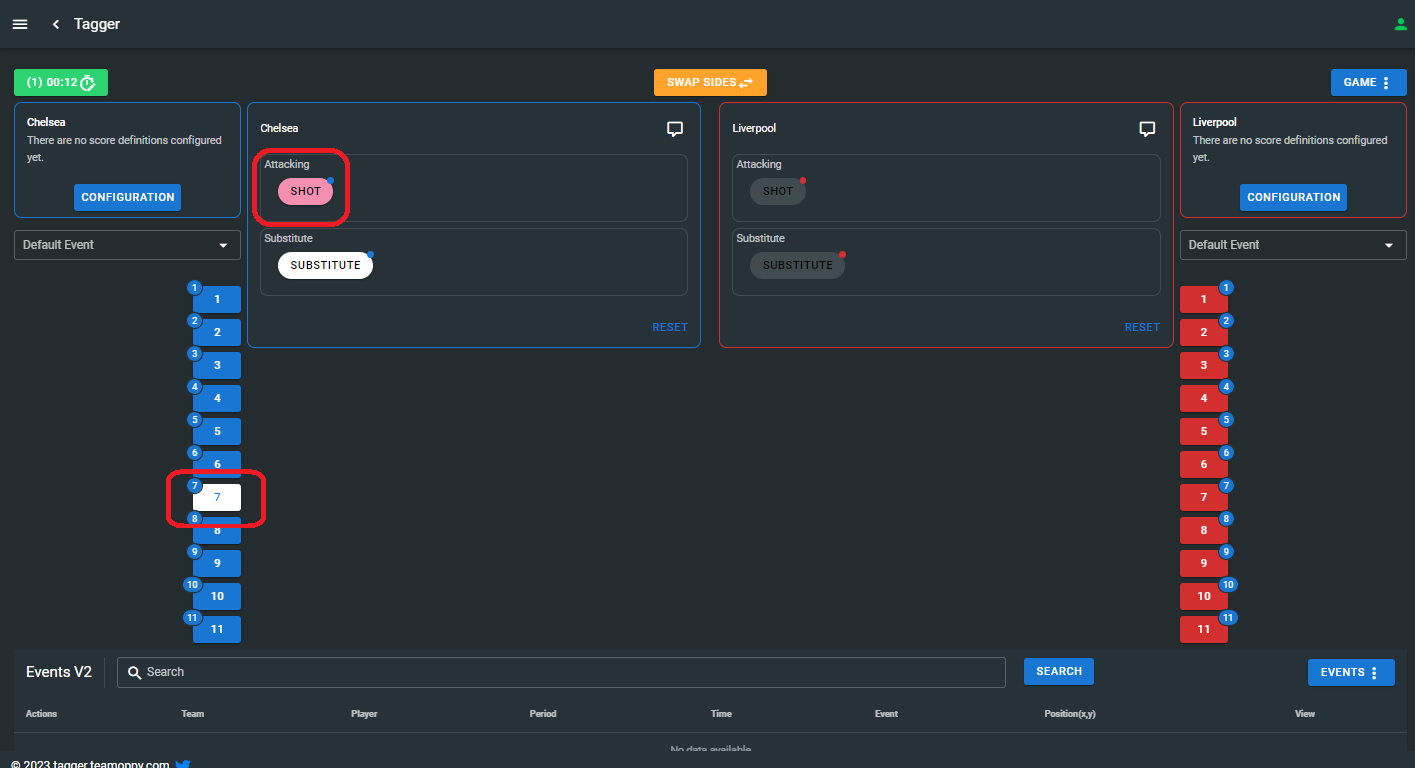 Tagger
(1) 00:12
SWAP SIDES
GAME
Chelsea
There are no score definitions configured
yet.
CONFIGURATION
Default Event
1 1
2 2
3 3
4 4
5 5
6 6
7 7
8 8
9 9
10 10
11 11
Chelsea
Attacking
SHOT
Substitute
SUBSTITUTE
RESET
Liverpool
Attacking
SHOT
Substitute
SUBSTITUTE
RESET
Liverpool
There are no score definitions configured
yet.
CONFIGURATION
Default Event
1 1
2 2
3 3
4 4
5 5
6 6
7 7
8 8
9 9
10 10
11 11
Events V2 Search SEARCH EVENTS
Actions Team Player Period Time Event Position(x,y) View
No data available
© 2023 tagger.teamoppy.com